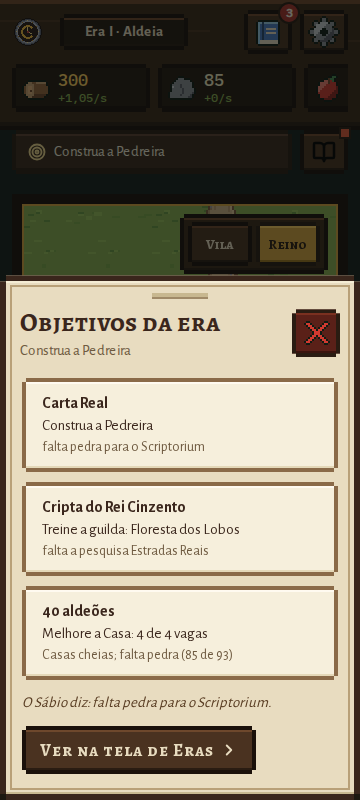 Era I · Aldeia
3
300
+1,05/s
85
+0/s
Construa a Pedreira
Vila
Reino
Objetivos da era
Construa a Pedreira
Carta Real
Construa a Pedreira
falta pedra para o Scriptorium
Cripta do Rei Cinzento
Treine a guilda: Floresta dos Lobos
falta a pesquisa Estradas Reais
40 aldeões
Melhore a Casa: 4 de 4 vagas
Casas cheias; falta pedra (85 de 93)
O Sábio diz: falta pedra para o Scriptorium.
Ver na tela de Eras